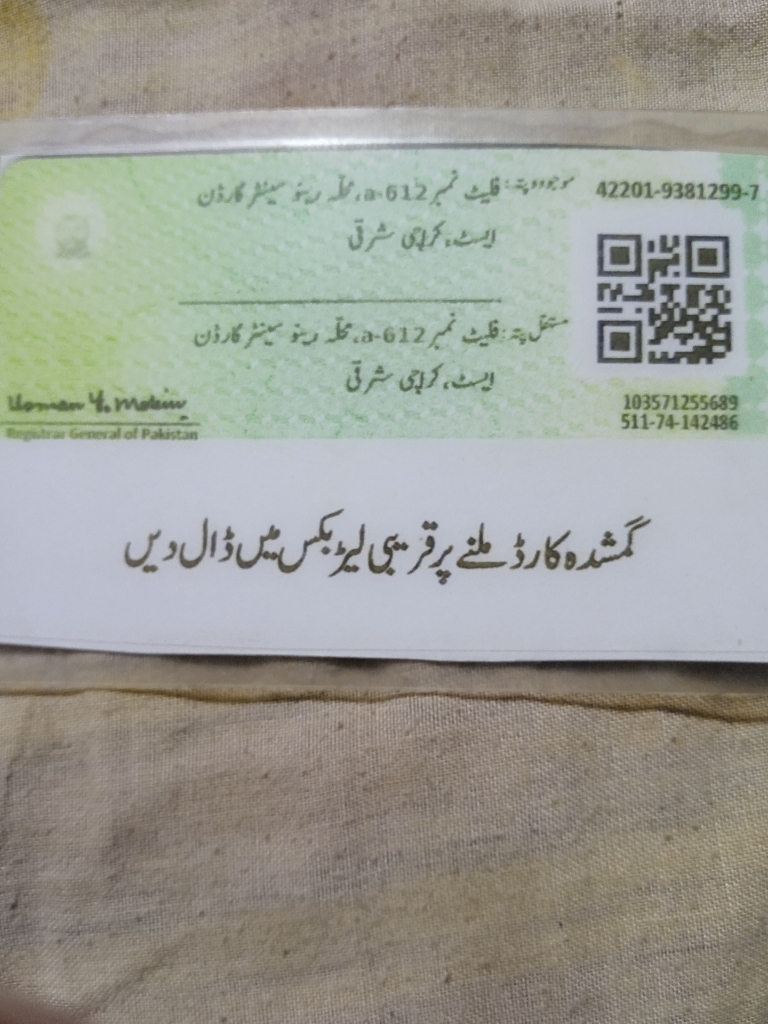 موجودہ پتہ: فلیٹ نمبر a-612، محلہ رینو سینٹر گارڈن
ایسٹ، کراچی شرقی
42201-9381299-7
مستقل پتہ: فلیٹ نمبر a-612، محلہ رینو سینٹر گارڈن
ایسٹ، کراچی شرقی
103571255689
511-74-142486
Usman Y. Mobin
Registrar General of Pakistan
گمشدہ کارڈ ملنے پر قریبی لیٹر بکس میں ڈال دیں